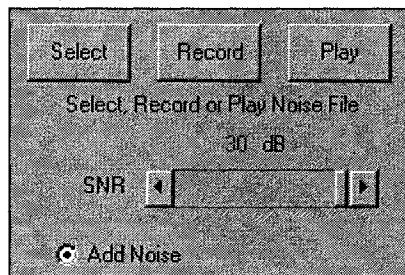 Select Record Play
Select, Record or Play Noise File
30 dB
SNR
Add Noise